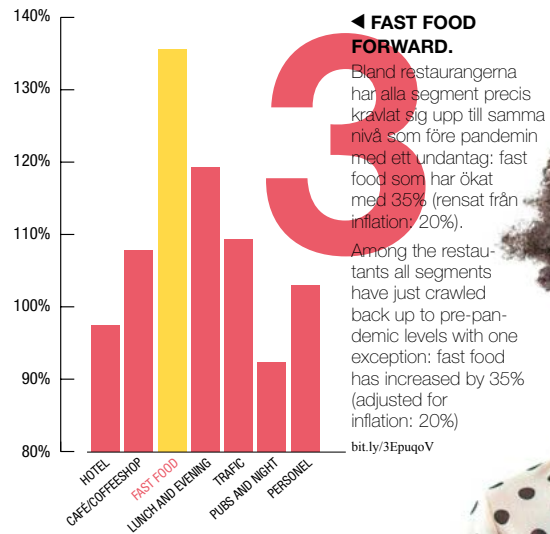 140%
130%
120%
110%
100%
90%
80%
HOTEL
CAFÉ/COFFEESHOP
FAST FOOD
LUNCH AND EVENING
TRAFIC
PUBS AND NIGHT
PERSONEL
3
◀ FAST FOOD
FORWARD.
Bland restaurangerna
har alla segment precis
kravlat sig upp till samma
nivå som före pandemin
med ett undantag: fast
food som har ökat
med 35% (rensat från
inflation: 20%).
Among the restau-
tants all segments
have just crawled
back up to pre-pan-
demic levels with one
exception: fast food
has increased by 35%
(adjusted for
inflation: 20%)
bit.ly/3EpuqoV